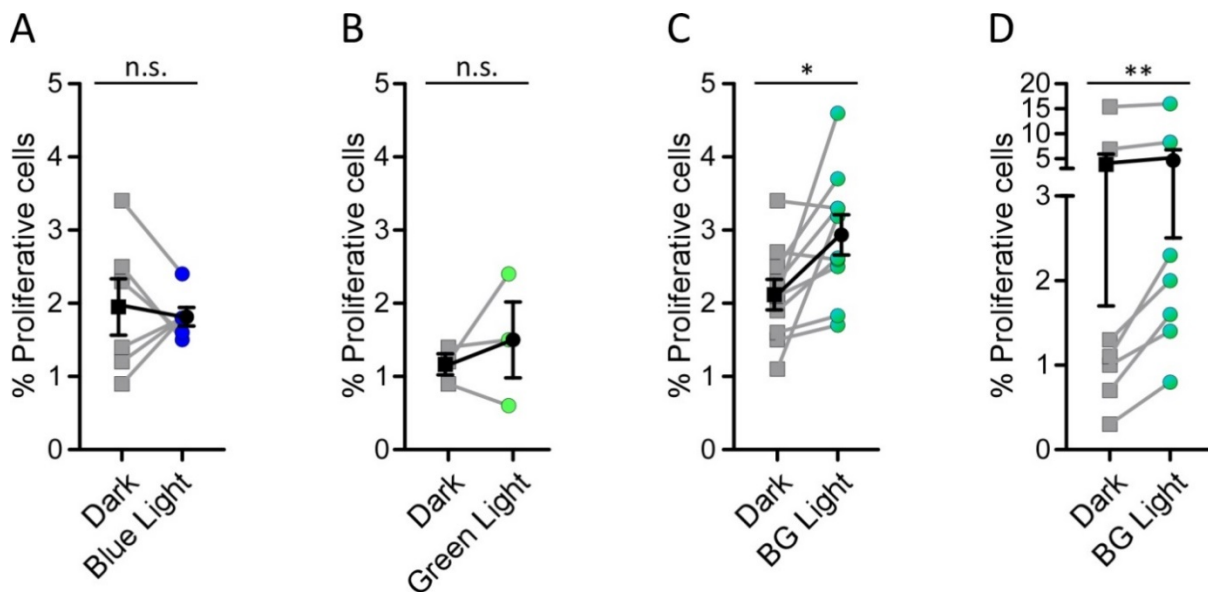 A
n.s.
% Proliferative cells
5
4
3
2
1
0
Dark
Blue Light
B
n.s.
% Proliferative cells
5
4
3
2
1
0
Dark
Green Light
C
*
% Proliferative cells
5
4
3
2
1
0
Dark
BG Light
D
**
% Proliferative cells
20
15
10
5
3
2
1
0
Dark
BG Light